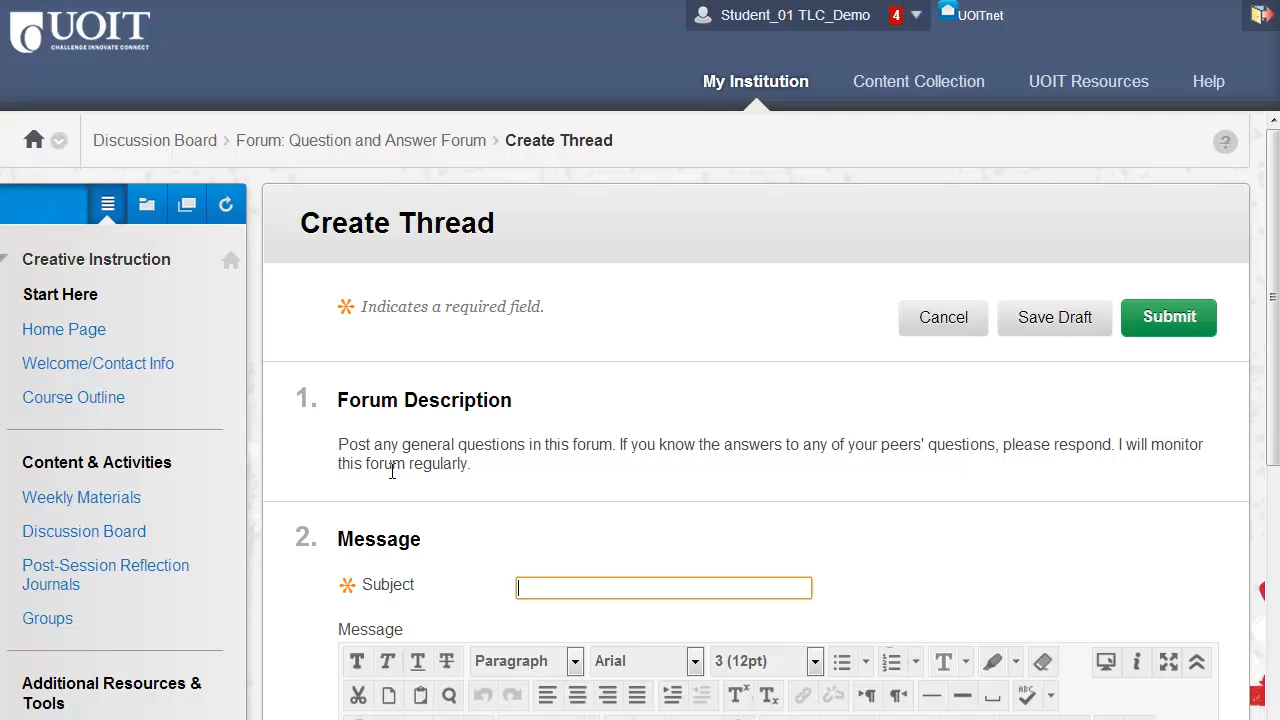 UOIT
CHALLENGE INNOVATE CONNECT
Student_01 TLC_Demo 4 UOITnet
My Institution Content Collection UOIT Resources Help
Discussion Board › Forum: Question and Answer Forum › Create Thread ?
Create Thread
Creative Instruction
Start Here
Home Page
Welcome/Contact Info
Course Outline
Content & Activities
Weekly Materials
Discussion Board
Post-Session Reflection
Journals
Groups
Additional Resources &
Tools
Indicates a required field.
Cancel Save Draft Submit
1. Forum Description
Post any general questions in this forum. If you know the answers to any of your peers' questions, please respond. I will monitor
this forum regularly.
2. Message
Subject
Message
T T T T Paragraph Arial 3 (12pt) T i
Tx Tx ABC